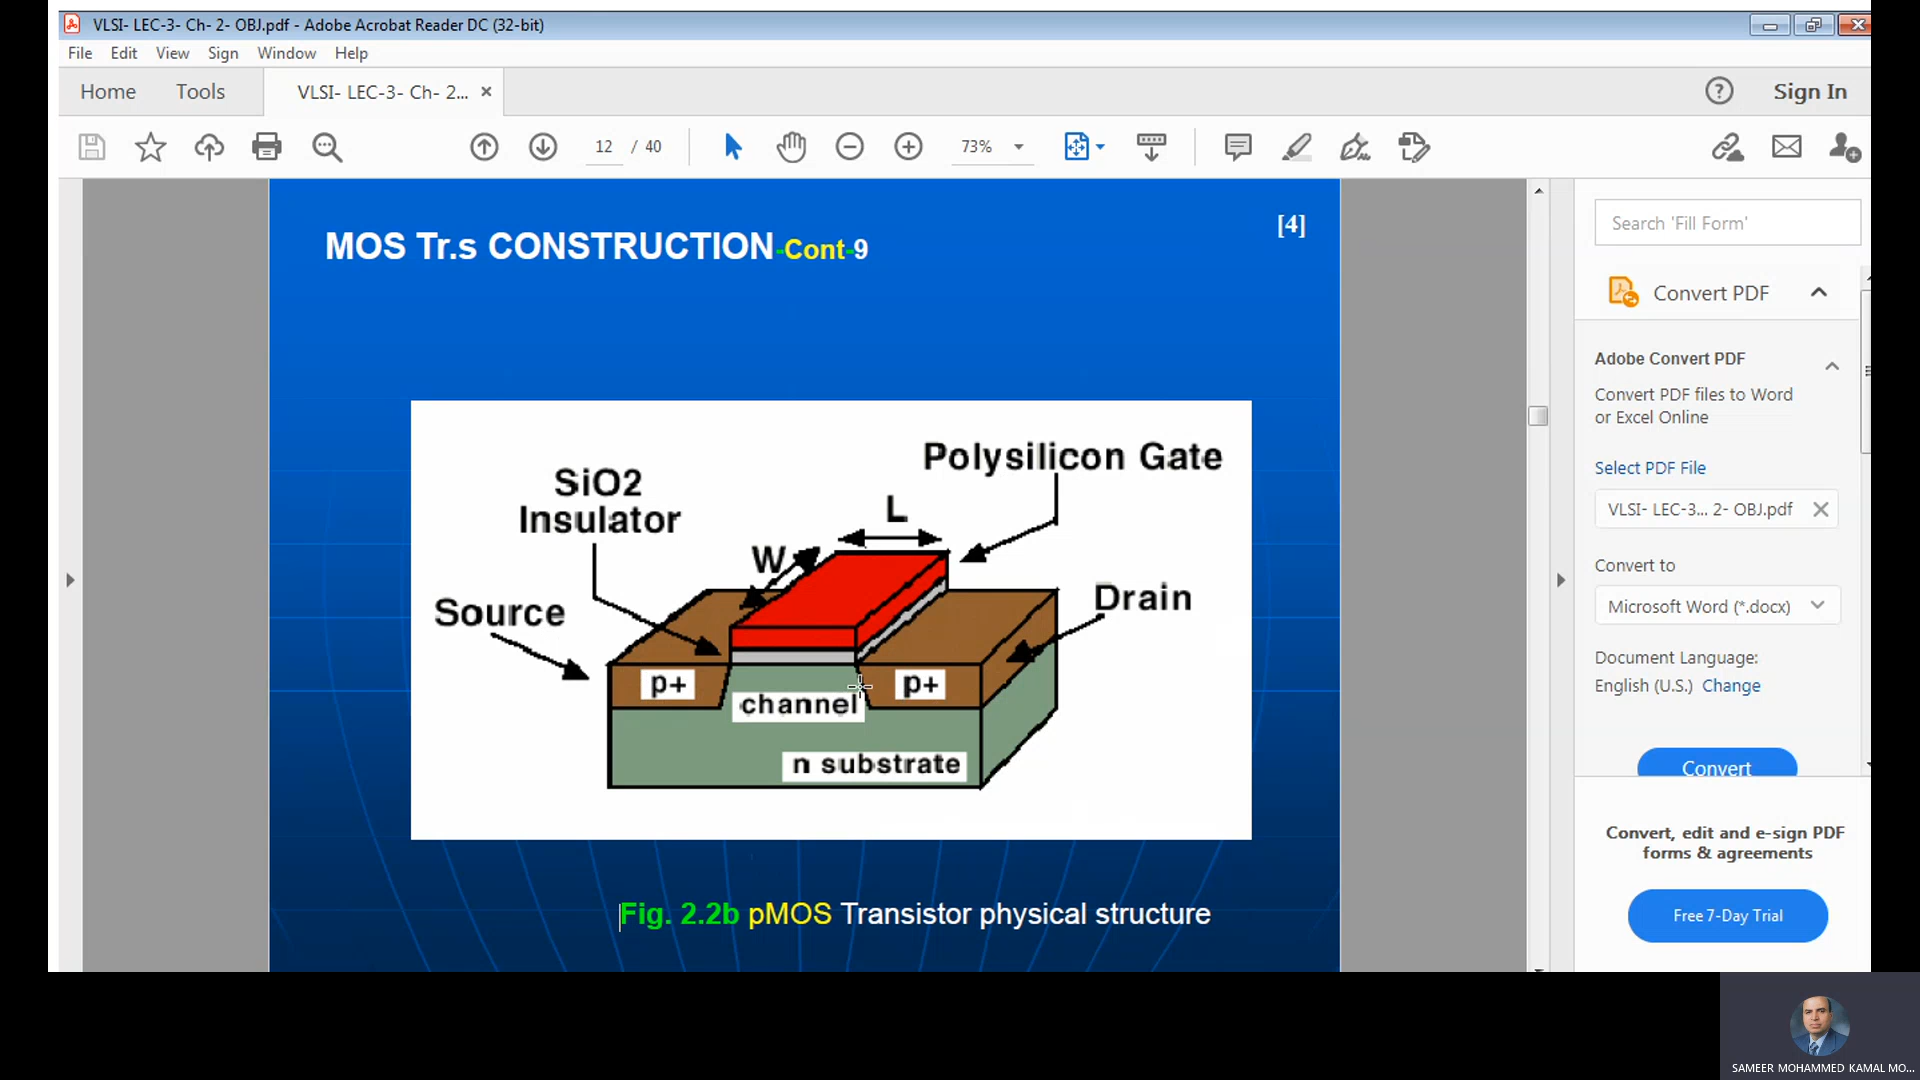 VLSI- LEC-3- Ch- 2- OBJ.pdf - Adobe Acrobat Reader DC (32-bit)
File Edit View Sign Window Help
Home Tools VLSI- LEC-3- Ch- 2... Sign In
12 / 40 73%
MOS Tr.s CONSTRUCTION-Cont-9
[4]
Polysilicon Gate
SiO2
Insulator
L
W
Source
Drain
p+
p+
channel
n substrate
Fig. 2.2b pMOS Transistor physical structure
Search 'Fill Form'
Convert PDF
Adobe Convert PDF
Convert PDF files to Word
or Excel Online
Select PDF File
VLSI- LEC-3... 2- OBJ.pdf
Convert to
Microsoft Word (*.docx)
Document Language:
English (U.S.) Change
Convert
Convert, edit and e-sign PDF
forms & agreements
Free 7-Day Trial
SAMEER MOHAMMED KAMAL MO...